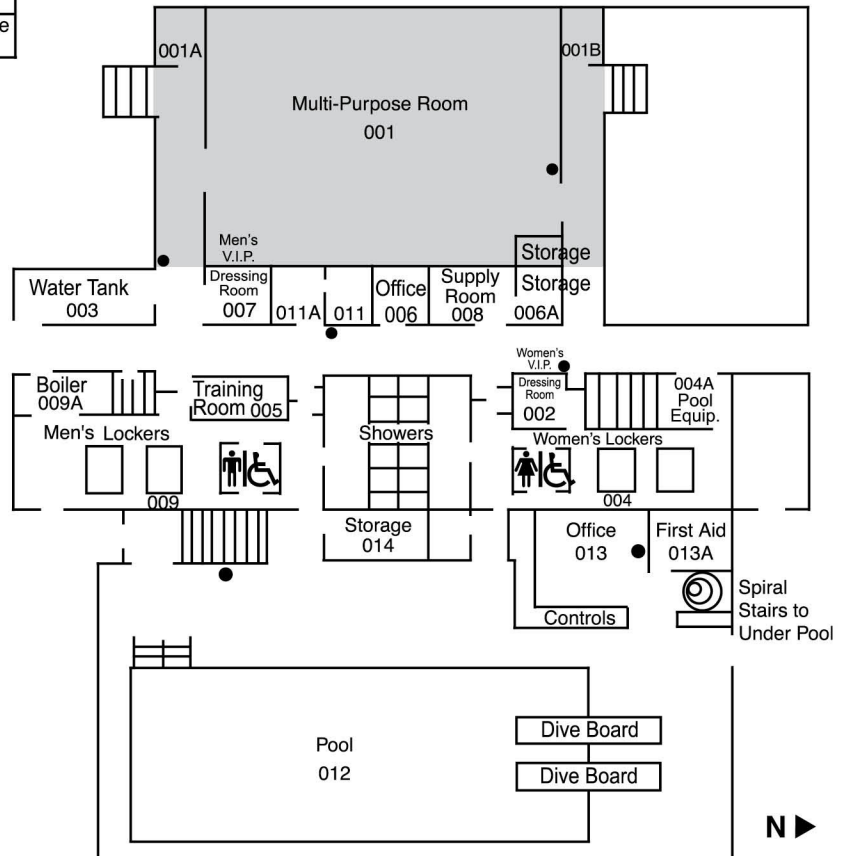 e
001A
001B
Multi-Purpose Room
001
Men's
V.I.P.
Storage
Water Tank
003
Dressing
Room
007
011A
011
Office
006
Supply
Room
008
Storage
006A
Boiler
009A
Training
Room 005
Women's
V.I.P.
Dressing
Room
002
004A
Pool
Equip.
Men's Lockers
Showers
Women's Lockers
009
004
Storage
014
Office
013
First Aid
013A
Controls
Spiral
Stairs to
Under Pool
Pool
012
Dive Board
Dive Board
N